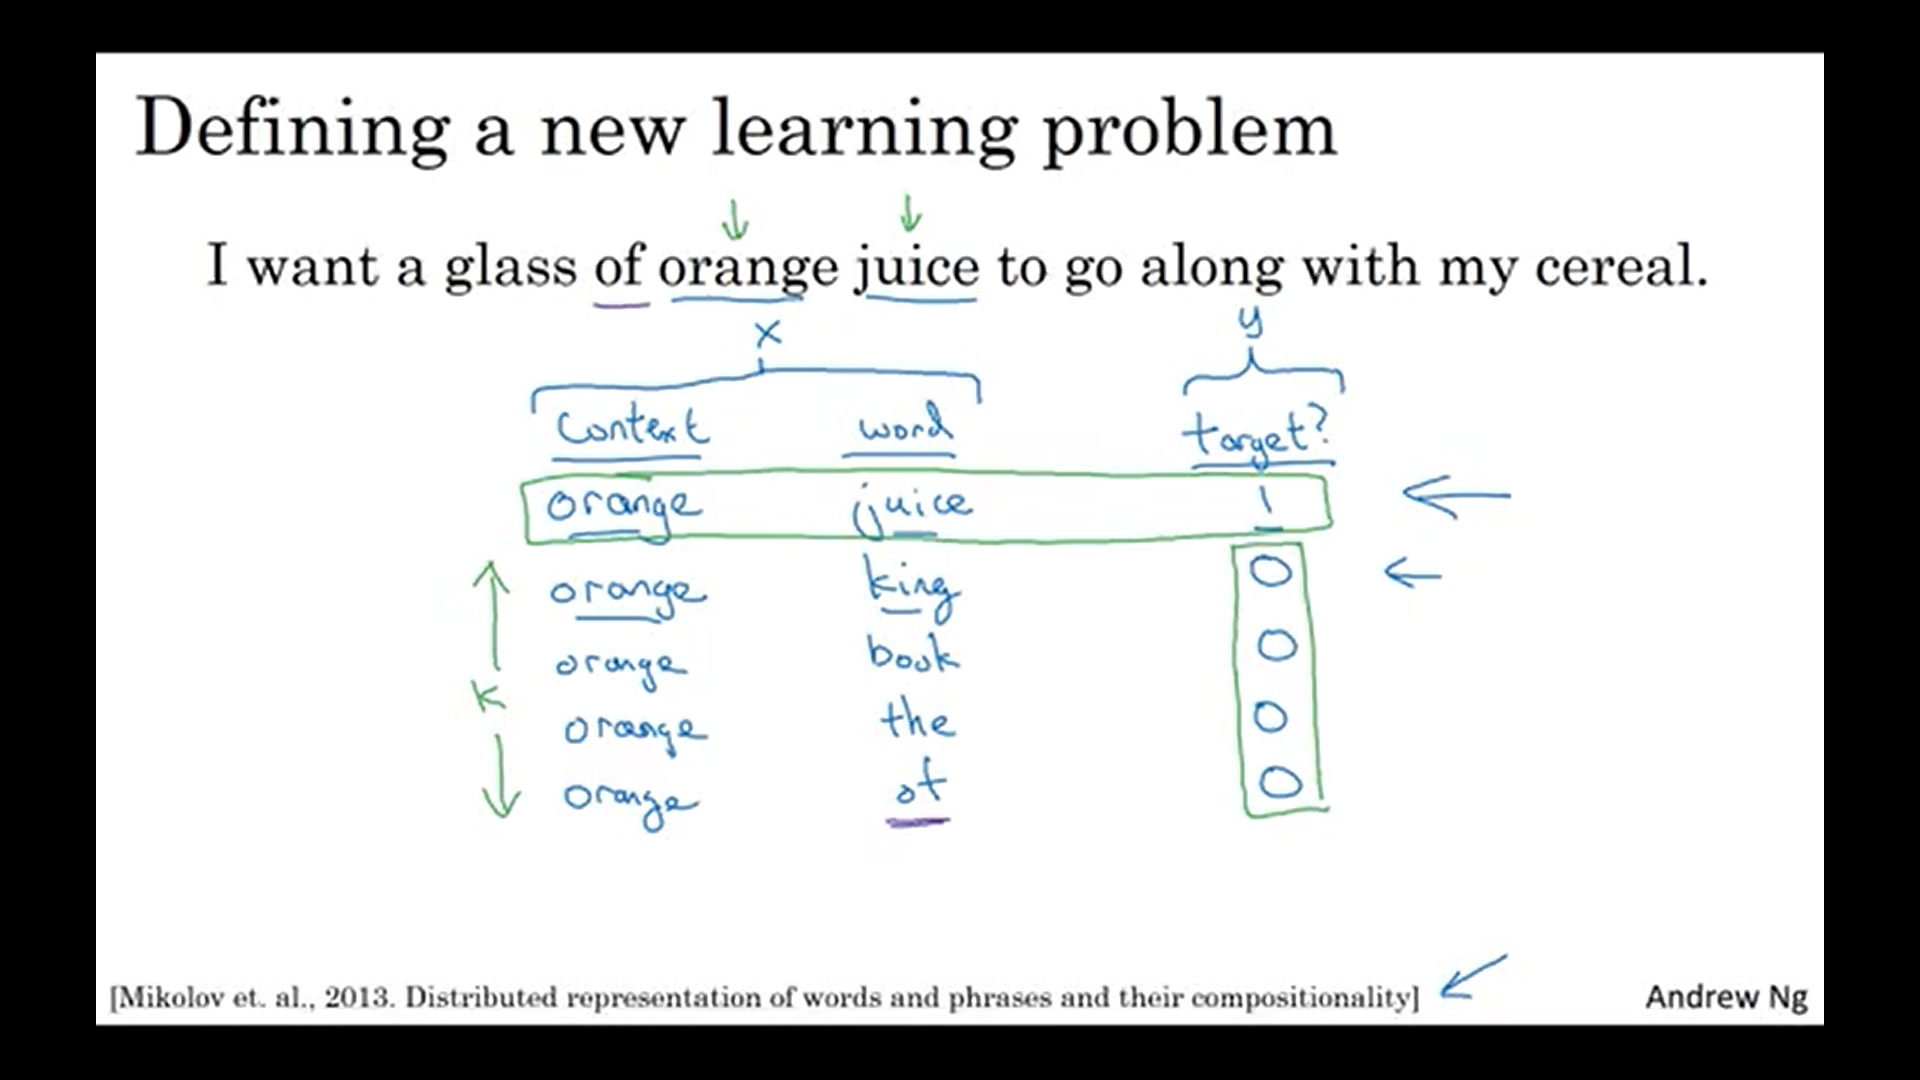 Defining a new learning problem
I want a glass of orange juice to go along with my cereal.
x y
context word target?
orange juice 1
orange king 0
orange book 0
k
orange the 0
orange of 0
[Mikolov et. al., 2013. Distributed representation of words and phrases and their compositionality] Andrew Ng